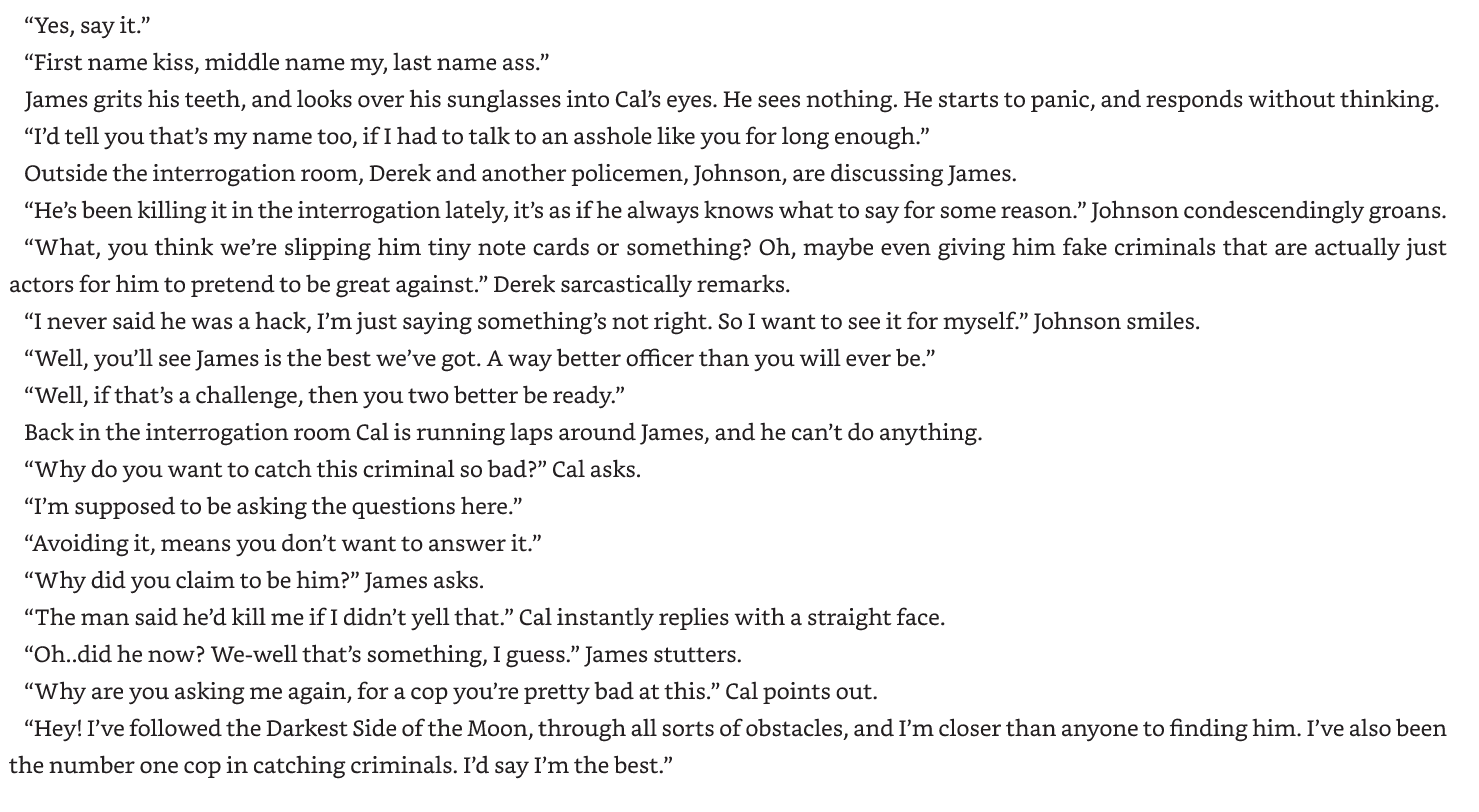 “Yes, say it.”
“First name kiss, middle name my, last name ass.”
James grits his teeth, and looks over his sunglasses into Cal’s eyes. He sees nothing. He starts to panic, and responds without thinking.
“I’d tell you that’s my name too, if I had to talk to an asshole like you for long enough.”
Outside the interrogation room, Derek and another policemen, Johnson, are discussing James.
“He’s been killing it in the interrogation lately, it’s as if he always knows what to say for some reason.” Johnson condescendingly groans.
“What, you think we’re slipping him tiny note cards or something? Oh, maybe even giving him fake criminals that are actually just
actors for him to pretend to be great against.” Derek sarcastically remarks.
“I never said he was a hack, I’m just saying something’s not right. So I want to see it for myself.” Johnson smiles.
“Well, you’ll see James is the best we’ve got. A way better officer than you will ever be.”
“Well, if that’s a challenge, then you two better be ready.”
Back in the interrogation room Cal is running laps around James, and he can’t do anything.
“Why do you want to catch this criminal so bad?” Cal asks.
“I’m supposed to be asking the questions here.”
“Avoiding it, means you don’t want to answer it.”
“Why did you claim to be him?” James asks.
“The man said he’d kill me if I didn’t yell that.” Cal instantly replies with a straight face.
“Oh..did he now? We-well that’s something, I guess.” James stutters.
“Why are you asking me again, for a cop you’re pretty bad at this.” Cal points out.
“Hey! I’ve followed the Darkest Side of the Moon, through all sorts of obstacles, and I’m closer than anyone to finding him. I’ve also been
the number one cop in catching criminals. I’d say I’m the best.”